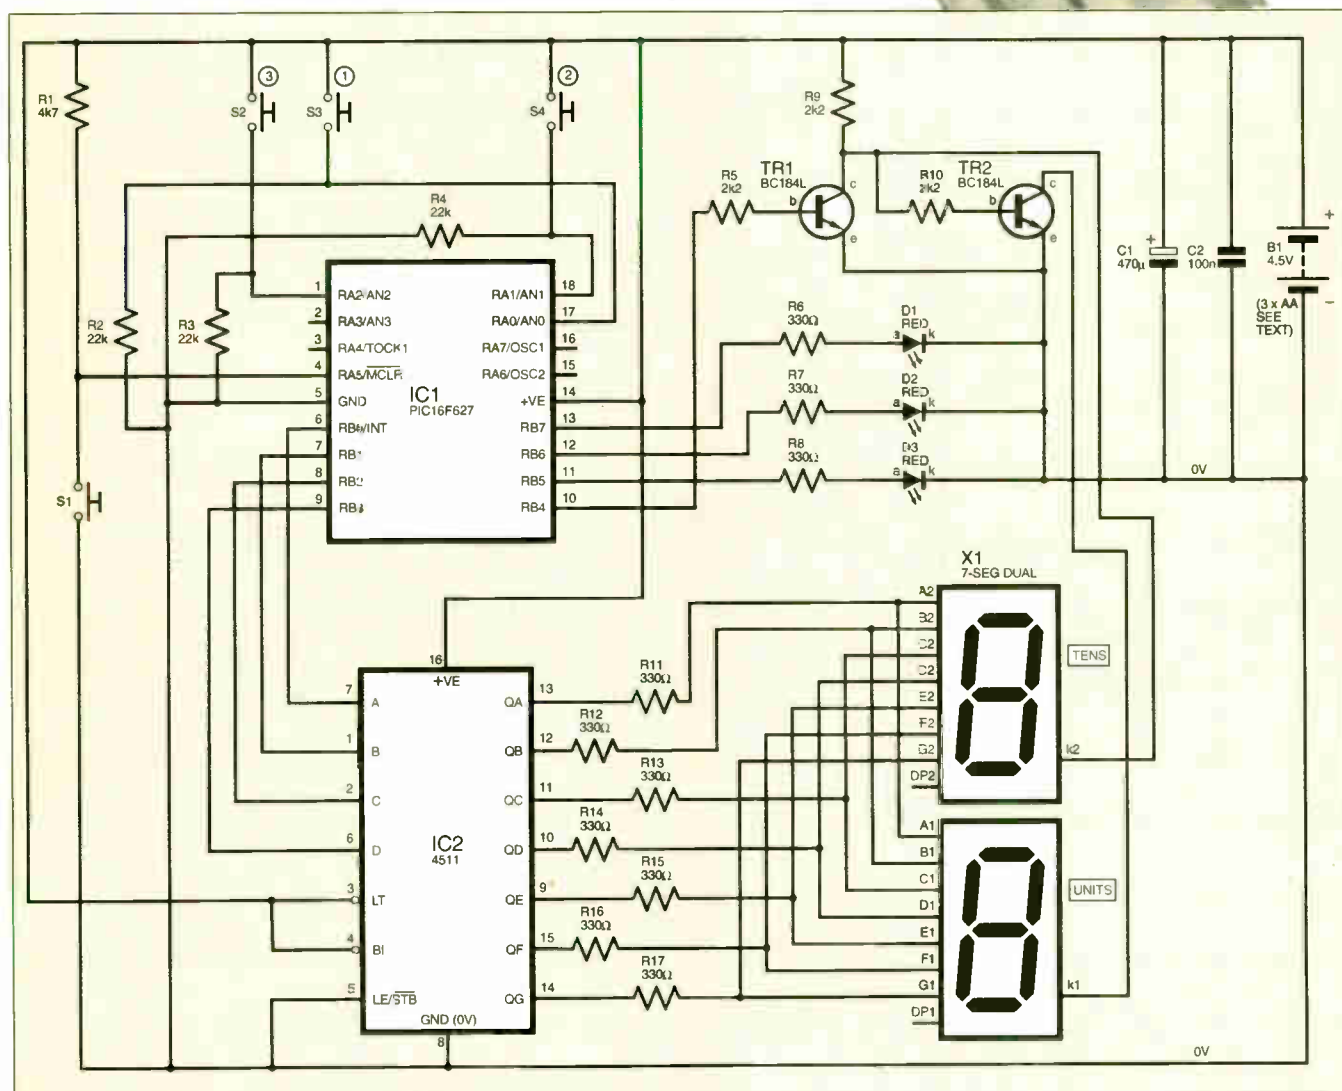 R1
4k7
3
S2
1
S3
2
S4
R9
2k2
TR1
BC184L
TR2
BC184L
R5
2k2
R10
2k2
b
c
e
b
c
e
C1
470µ
+
C2
100n
B1
4.5V
+
−
(3 x AA
SEE
TEXT)
R4
22k
R2
22k
R3
22k
1
RA2/AN2
2
RA3/AN3
3
RA4/TOCK1
4
RA5/MCLR
5
GND
6
RB0/INT
7
RB1
8
RB2
9
RB3
RA1/AN1
18
RA0/AN0
17
RA7/OSC1
16
RA6/OSC2
15
+VE
14
RB7
13
RB6
12
RB5
11
RB4
10
IC1
PIC16F627
R6
330Ω
D1
RED
a
k
R7
330Ω
D2
RED
a
k
R8
330Ω
D3
RED
a
k
0V
S1
X1
7-SEG DUAL
16
+VE
7
A
1
B
2
C
6
D
3
LT
4
BI
5
LE/STB
GND (0V)
8
IC2
4511
QA
13
QB
12
QC
11
QD
10
QE
9
QF
15
QG
14
R11
330Ω
R12
330Ω
R13
330Ω
R14
330Ω
R15
330Ω
R16
330Ω
R17
330Ω
A2
B2
C2
E2
F2
G2
DP2
k2
TENS
A1
B1
C1
D1
E1
F1
G1
DP1
k1
UNITS
0V